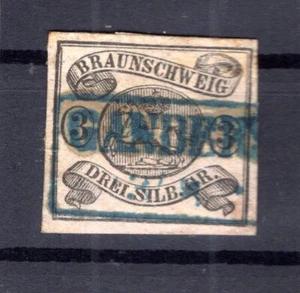 BRAUNSCHWEIG
3 3
DREI SILB. GR.